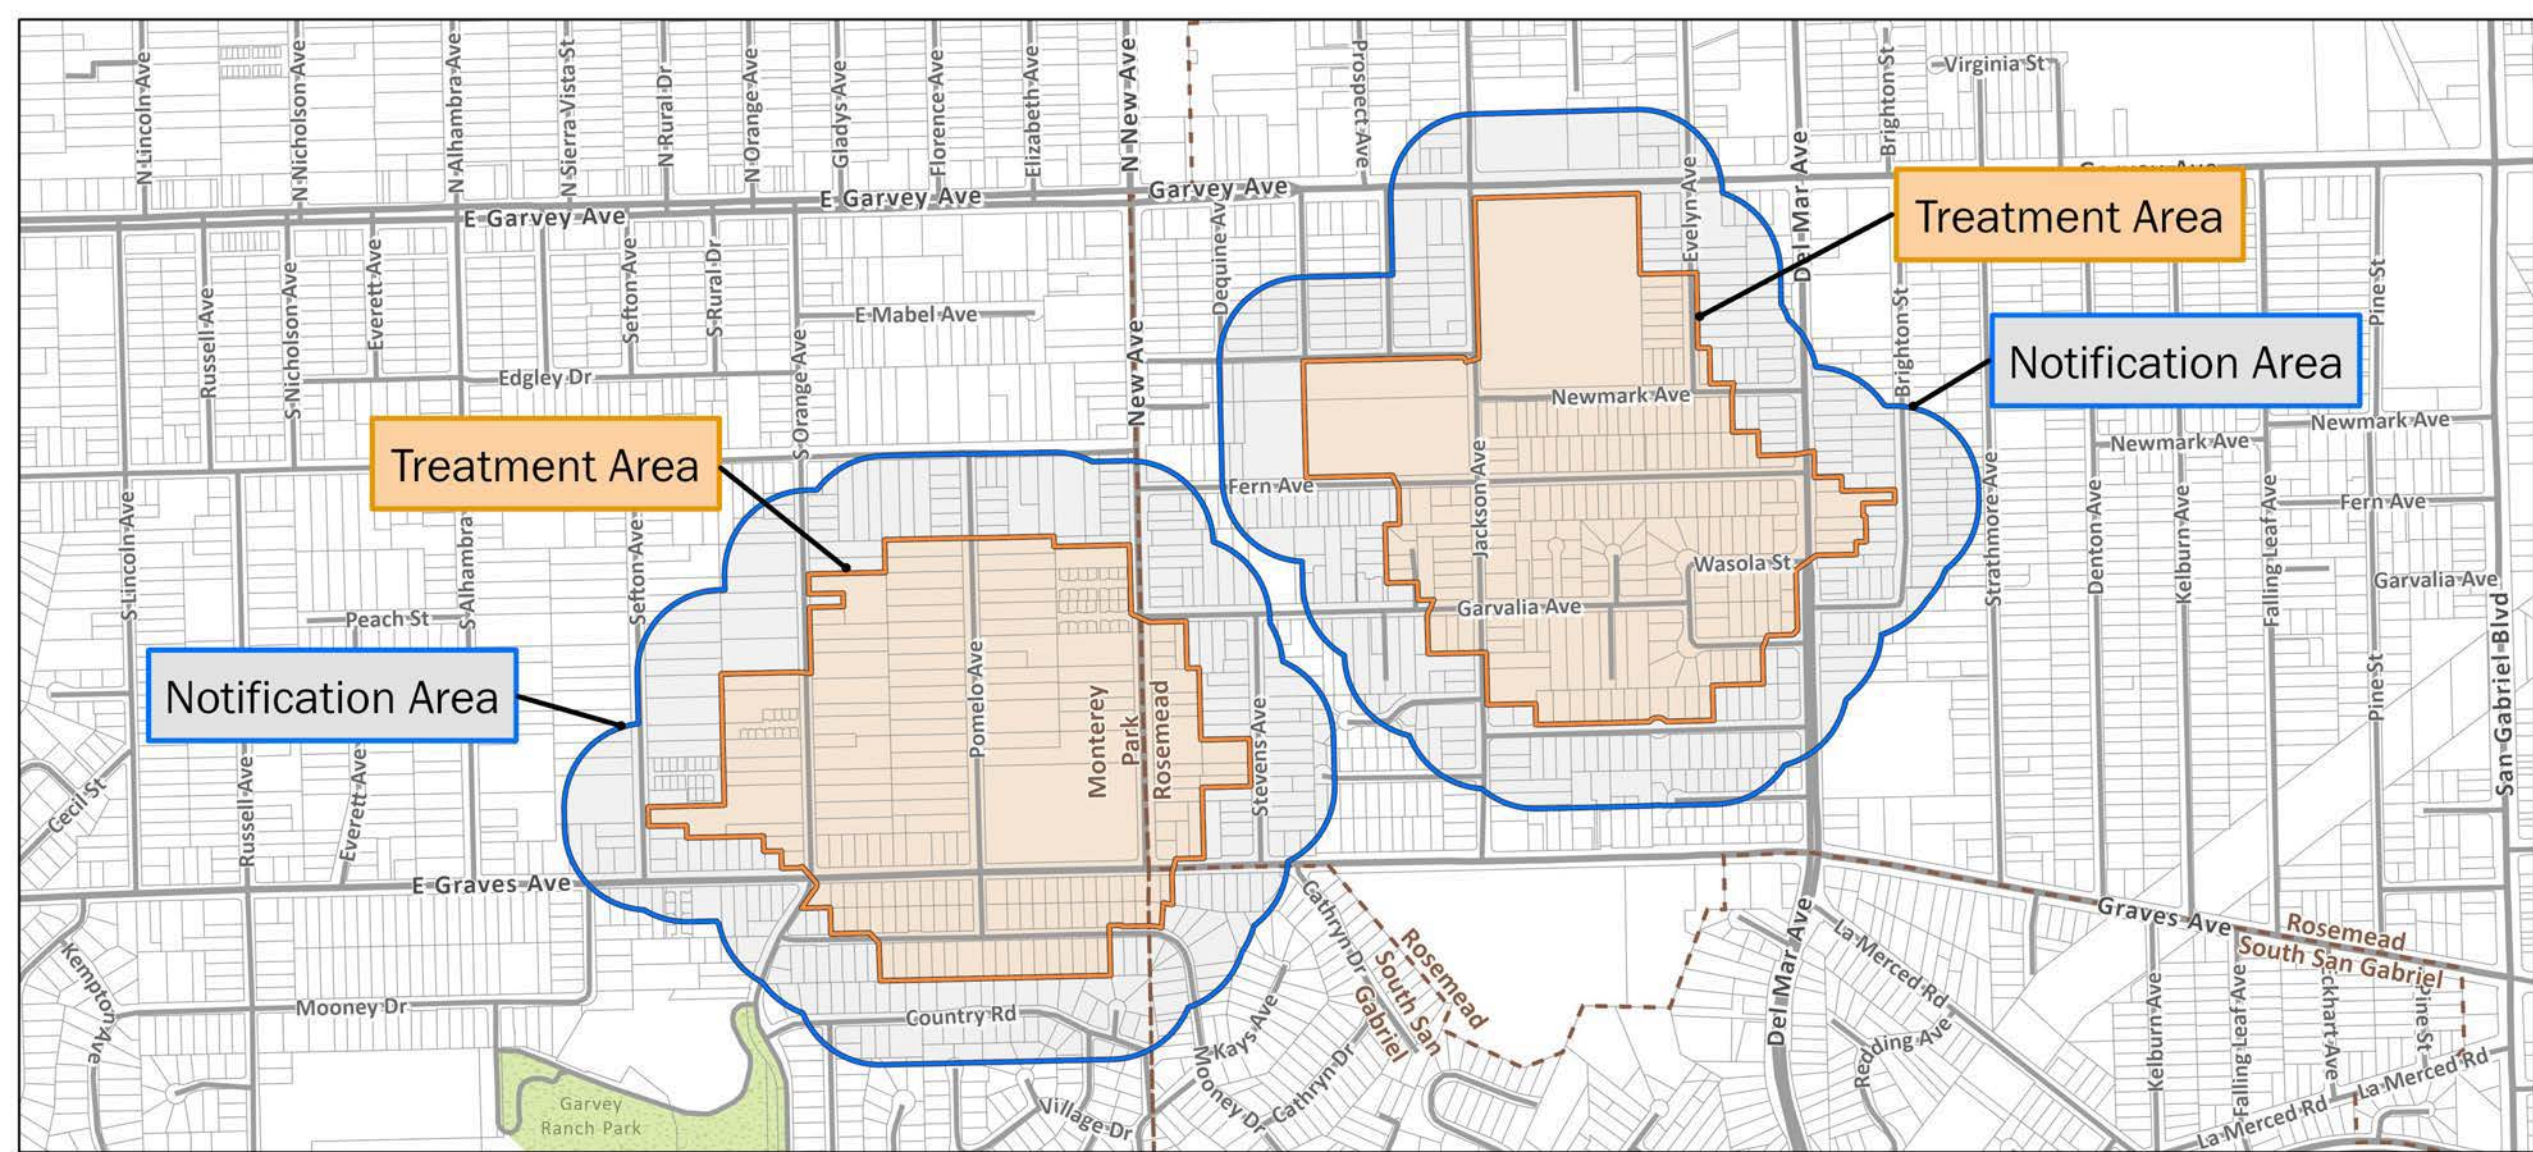 N Lincoln Ave
N Nicholson Ave
N Alhambra Ave
N Sierra Vista St
N Rural Dr
N Orange Ave
Gladys Ave
Florence Ave
Elizabeth Ave
N New Ave
Prospect Ave
Brighton St
Virginia St
E Garvey Ave
E Garvey Ave
Garvey Ave
Evelyn Ave
Del Mar Ave
Treatment Area
Russell Ave
S Nicholson Ave
Everett Ave
Sefton Ave
S Rural Dr
S Orange Ave
E Mabel Ave
New Ave
Dequine Av
Brighton St
Pine St
Notification Area
Edgley Dr
Newmark Ave
Newmark Ave
Newmark Ave
Treatment Area
Fern Ave
Jackson Ave
Strathmore Ave
Denton Ave
Kelburn Ave
Falling Leaf Ave
Fern Ave
S Lincoln Ave
S Alhambra
Sefton Ave
Wasola St
Garvalia Ave
Garvalia Ave
Peach St
San Gabriel Blvd
Notification Area
Pomelo Ave
Monterey
Park
Rosemead
Stevens Ave
Pine St
Cecil St
Russell Ave
Everett Ave
E Graves Ave
Cathryn Dr
Rosemead
South San
Gabriel
Del Mar Ave
La Merced Rd
Graves Ave
Rosemead
South San Gabriel
Kempton Ave
Mooney Dr
Country Rd
Kays Ave
Mooney Dr
Cathryn Dr
Redding Ave
Kelburn Ave
Falling Leaf Ave
ckhart Ave
Pine St
La Merced Rd
La Merced Rd
Garvey
Ranch Park
Village Dr